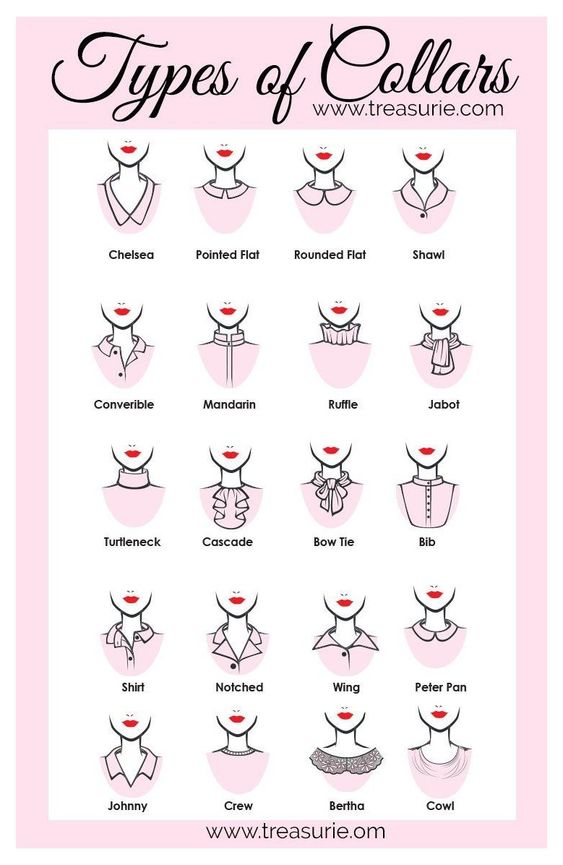 Types of Collars
www.treasurie.com
Chelsea Pointed Flat Rounded Flat Shawl
Converible Mandarin Ruffle Jabot
Turtleneck Cascade Bow Tie Bib
Shirt Notched Wing Peter Pan
Johnny Crew Bertha Cowl
www.treasurie.om